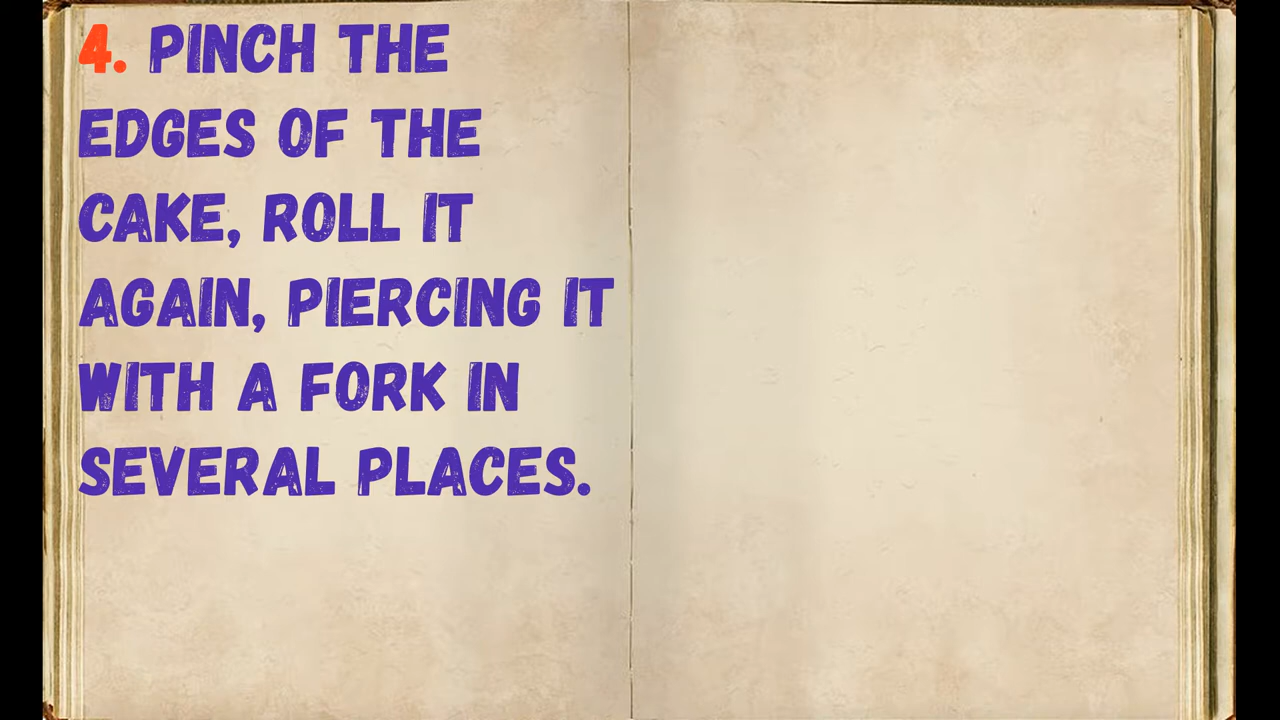 4. PINCH THE
EDGES OF THE
CAKE, ROLL IT
AGAIN, PIERCING IT
WITH A FORK IN
SEVERAL PLACES.